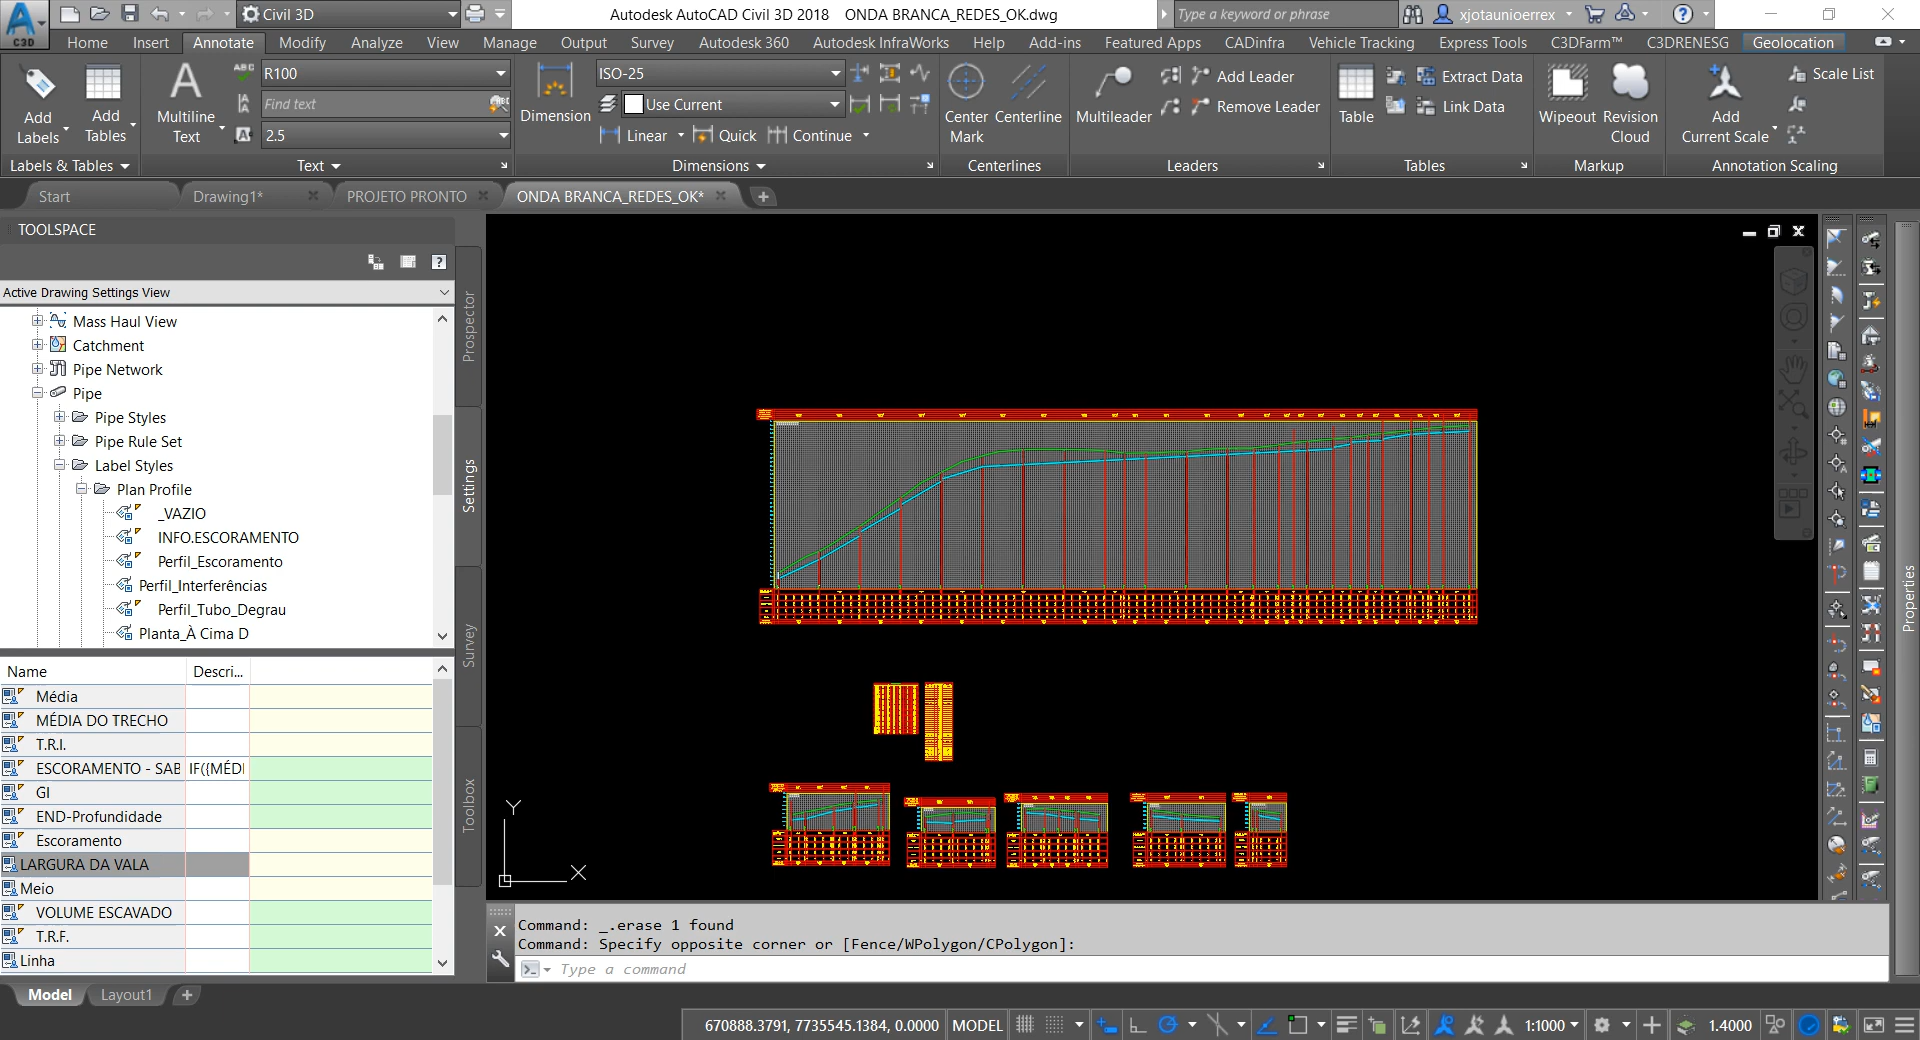 C3D
Civil 3D
Autodesk AutoCAD Civil 3D 2018 ONDA BRANCA_REDES_OK.dwg
Type a keyword or phrase
xjotaunioerrex
Home Insert Annotate Modify Analyze View Manage Output Survey Autodesk 360 Autodesk InfraWorks Help Add-ins Featured Apps CADinfra Vehicle Tracking Express Tools C3DFarm™ C3DRENESG Geolocation
Add Labels
Add Tables
Labels & Tables
Multiline Text
ABC
R100
Find text
2.5
Text
Dimension
ISO-25
Use Current
Linear Quick Continue
Dimensions
Center Mark
Centerline
Centerlines
Multileader
Add Leader
Remove Leader
Leaders
Table
Extract Data
Link Data
Tables
Wipeout
Revision Cloud
Markup
Add Current Scale
Scale List
Annotation Scaling
Start Drawing1* PROJETO PRONTO ONDA BRANCA_REDES_OK*
TOOLSPACE
Active Drawing Settings View
Mass Haul View
Catchment
Pipe Network
Pipe
Pipe Styles
Pipe Rule Set
Label Styles
Plan Profile
_VAZIO
INFO.ESCORAMENTO
Perfil_Escoramento
Perfil_Interferências
Perfil_Tubo_Degrau
Planta_À Cima D
Prospector
Settings
Survey
Toolbox
Name Descri...
Média
MÉDIA DO TRECHO
T.R.I.
ESCORAMENTO - SAB IF({MÉDI
GI
END-Profundidade
Escoramento
LARGURA DA VALA
Meio
VOLUME ESCAVADO
T.R.F.
Linha
Y
X
Properties
Command: _.erase 1 found
Command: Specify opposite corner or [Fence/WPolygon/CPolygon]:
Type a command
Model Layout1
670888.3791, 7735545.1384, 0.0000 MODEL 1:1000 1.4000